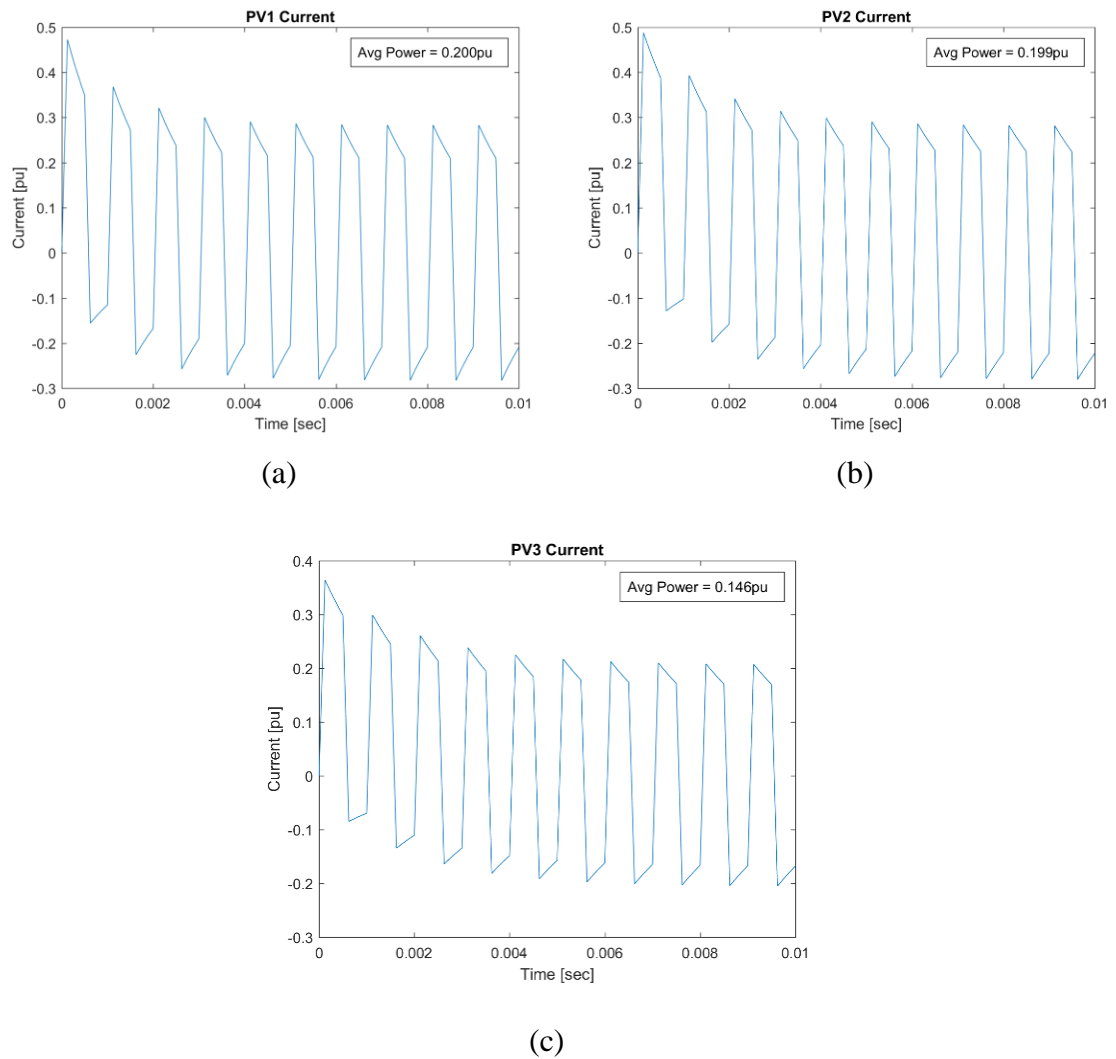 PV1 Current
Avg Power = 0.200pu
0.5
0.4
0.3
0.2
0.1
0
-0.1
-0.2
-0.3
Current [pu]
0 0.002 0.004 0.006 0.008 0.01
Time [sec]
(a)
PV2 Current
Avg Power = 0.199pu
0.5
0.4
0.3
0.2
0.1
0
-0.1
-0.2
-0.3
Current [pu]
0 0.002 0.004 0.006 0.008 0.01
Time [sec]
(b)
PV3 Current
Avg Power = 0.146pu
0.4
0.3
0.2
0.1
0
-0.1
-0.2
-0.3
Current [pu]
0 0.002 0.004 0.006 0.008 0.01
Time [sec]
(c)